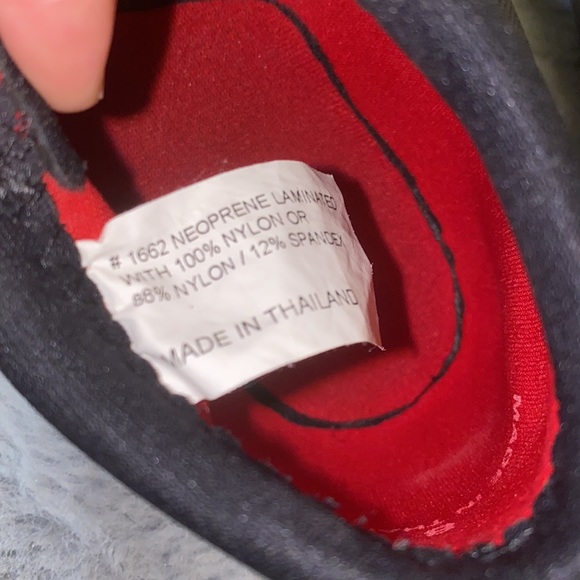 # 1662 NEOPRENE LAMINATED
WITH 100% NYLON OR
88% NYLON / 12% SPANDEX
MADE IN THAILAND